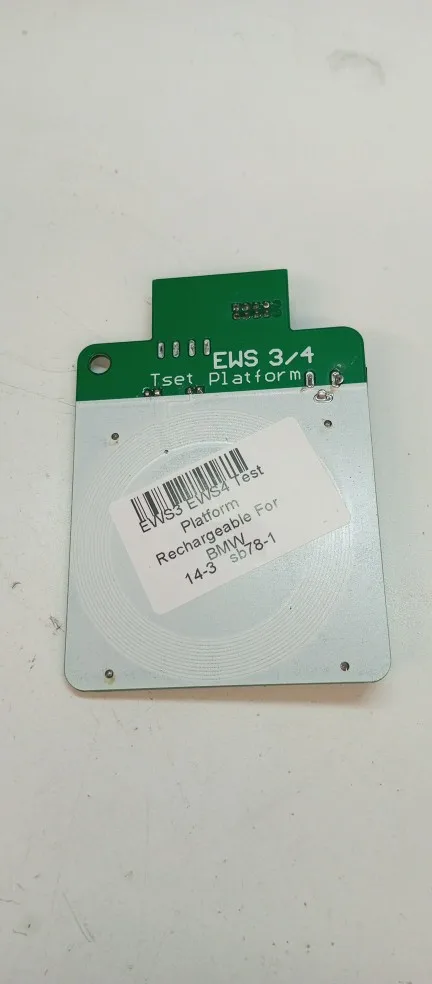 EWS 3/4
Tset Platform
EWS3 EWS4 Test
Platform
Rechargeable For
BMW
14-3 sb78-1